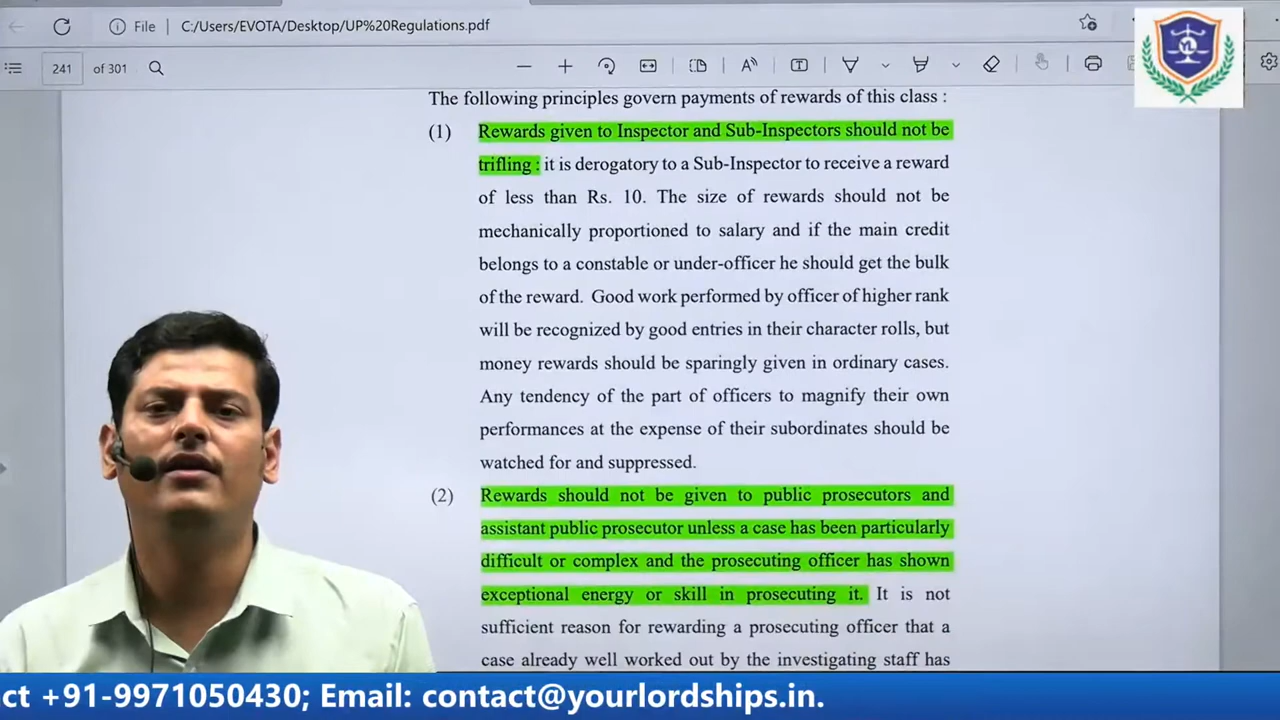 File
C:/Users/EVOTA/Desktop/UP%20Regulations.pdf
241 of 301
The following principles govern payments of rewards of this class :
(1) Rewards given to Inspector and Sub-Inspectors should not be
trifling : it is derogatory to a Sub-Inspector to receive a reward
of less than Rs. 10. The size of rewards should not be
mechanically proportioned to salary and if the main credit
belongs to a constable or under-officer he should get the bulk
of the reward. Good work performed by officer of higher rank
will be recognized by good entries in their character rolls, but
money rewards should be sparingly given in ordinary cases.
Any tendency of the part of officers to magnify their own
performances at the expense of their subordinates should be
watched for and suppressed.
(2) Rewards should not be given to public prosecutors and
assistant public prosecutor unless a case has been particularly
difficult or complex and the prosecuting officer has shown
exceptional energy or skill in prosecuting it. It is not
sufficient reason for rewarding a prosecuting officer that a
case already well worked out by the investigating staff has
ct +91-9971050430; Email: contact@yourlordships.in.